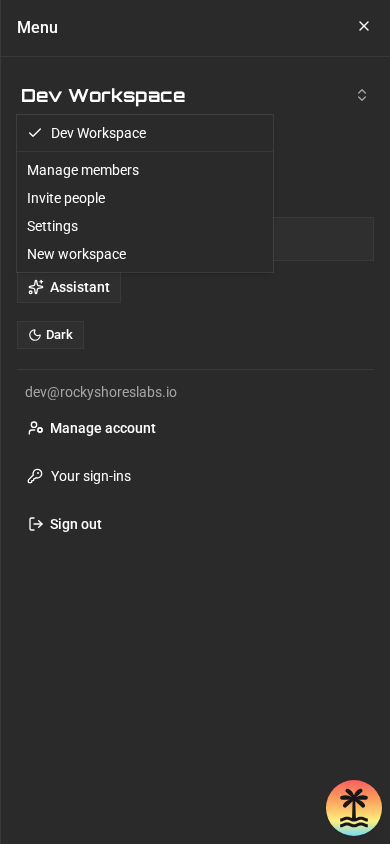 Menu
Dev Workspace
Dev Workspace
Manage members
Invite people
Settings
New workspace
Assistant
Dark
dev@rockyshoreslabs.io
Manage account
Your sign-ins
Sign out